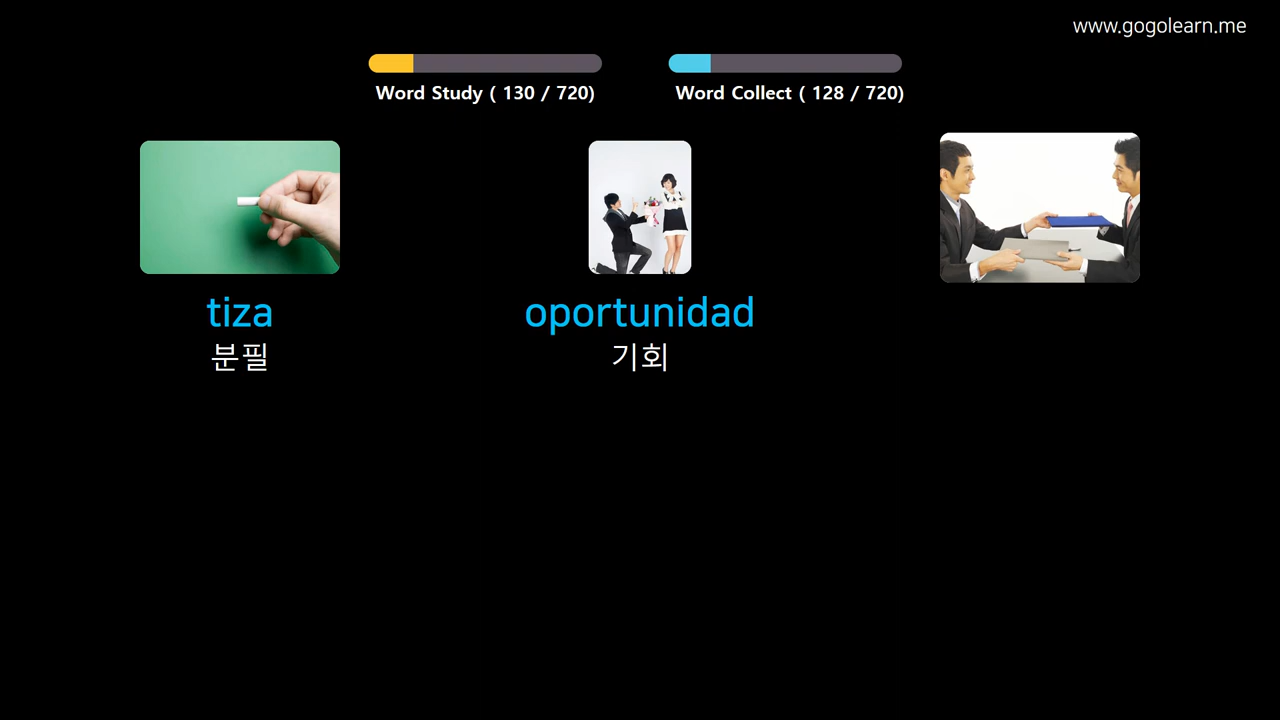 www.gogolearn.me
Word Study ( 130 / 720)
Word Collect ( 128 / 720)
tiza
분필
oportunidad
기회